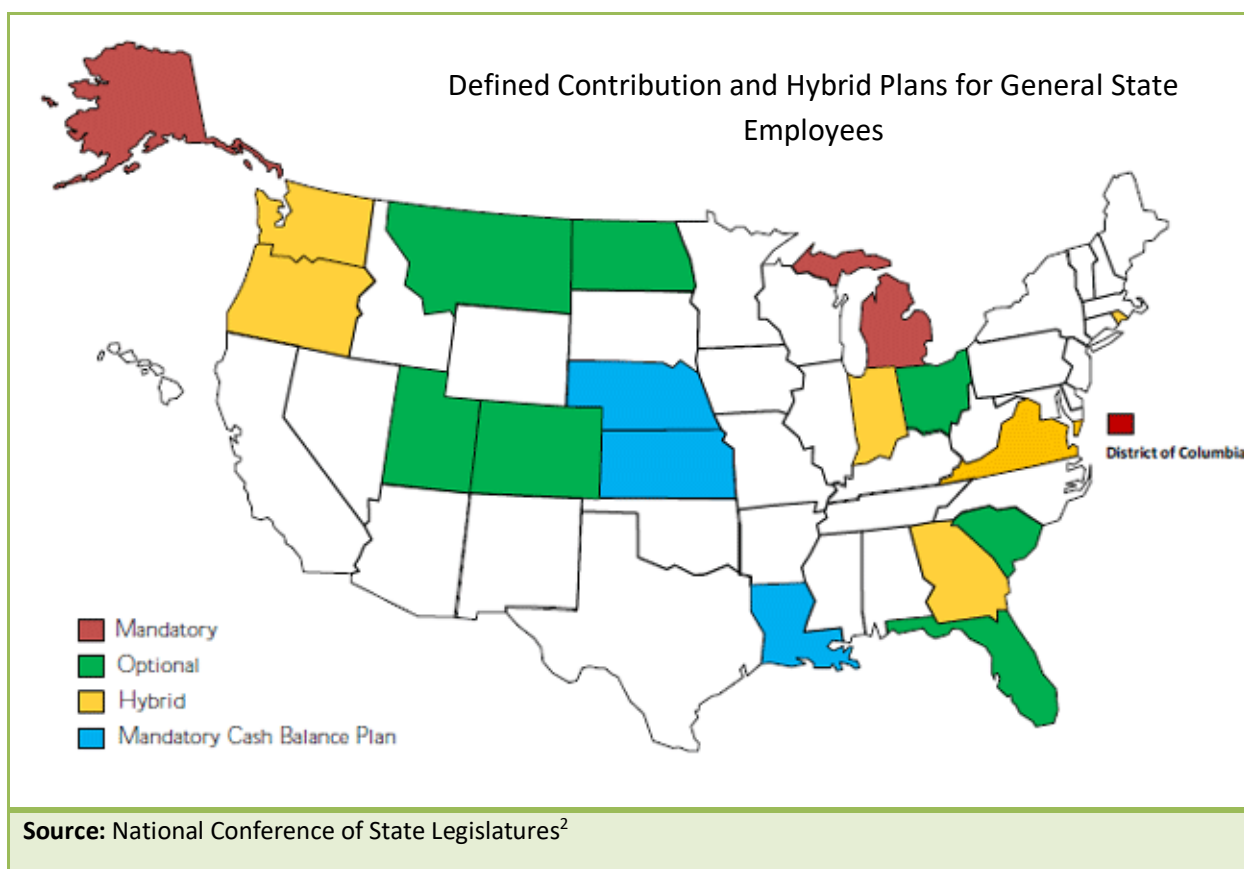 Defined Contribution and Hybrid Plans for General State
Employees
District of Columbia
Mandatory
Optional
Hybrid
Mandatory Cash Balance Plan
Source: National Conference of State Legislatures²